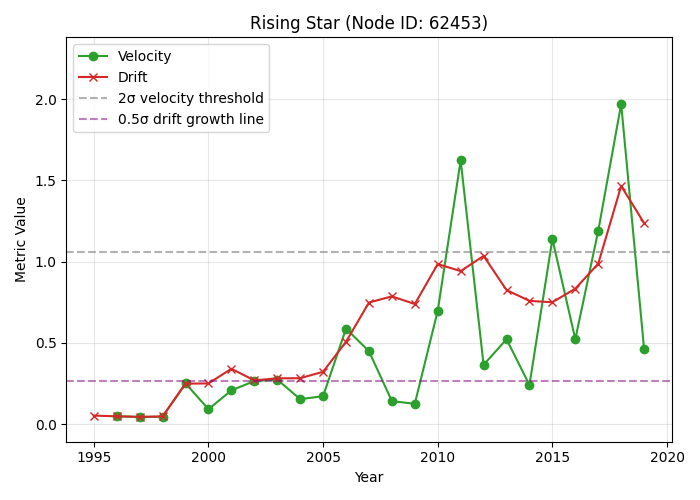 Rising Star (Node ID: 62453)
Velocity
Drift
2σ velocity threshold
0.5σ drift growth line
Metric Value
2.0
1.5
1.0
0.5
0.0
1995
2000
2005
2010
2015
2020
Year